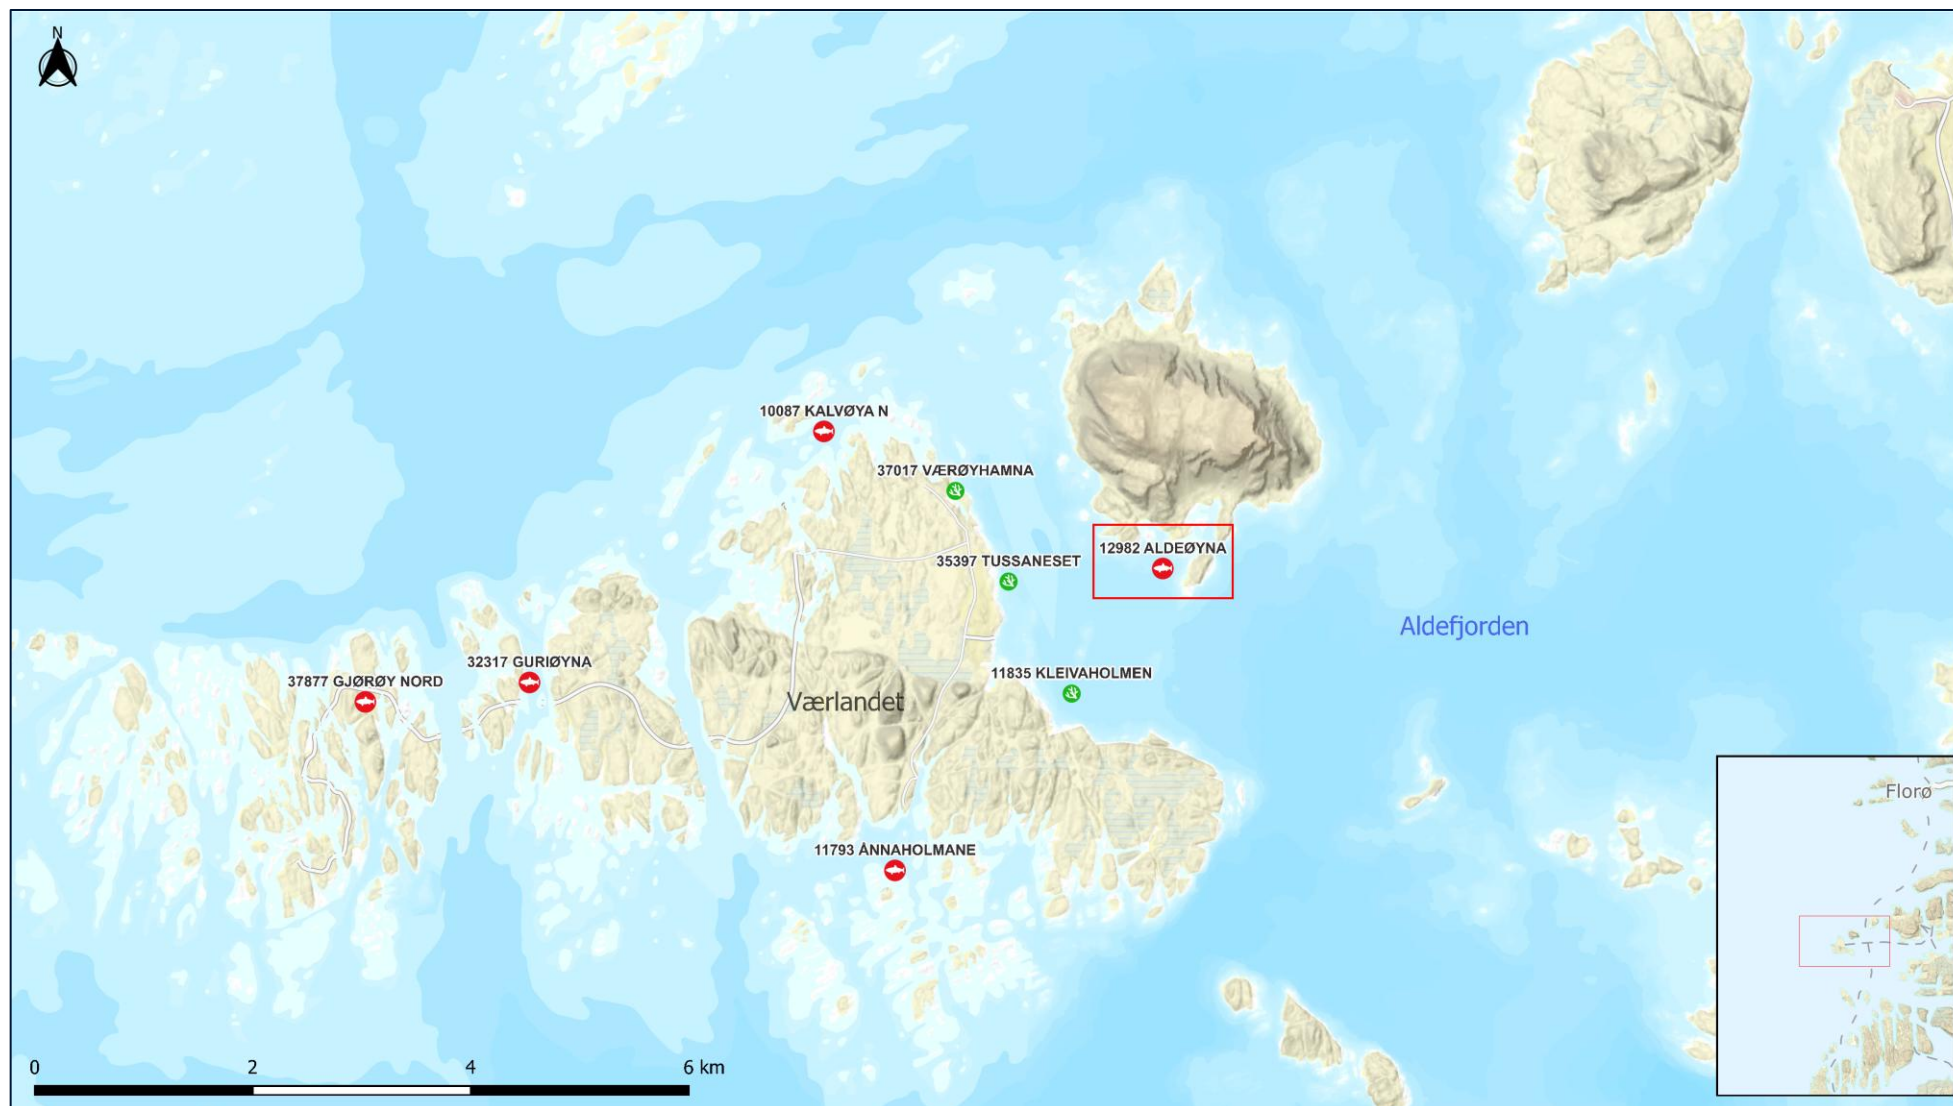 N
10087 KALVØYA N
37017 VÆRØYHAMNA
12982 ALDEØYNA
35397 TUSSANESET
Aldefjorden
32317 GURIØYNA
37877 GJØRØY NORD
11835 KLEIVAHOLMEN
Værlandet
Florø
11793 ÅNNAHOLMANE
0 2 4 6 km